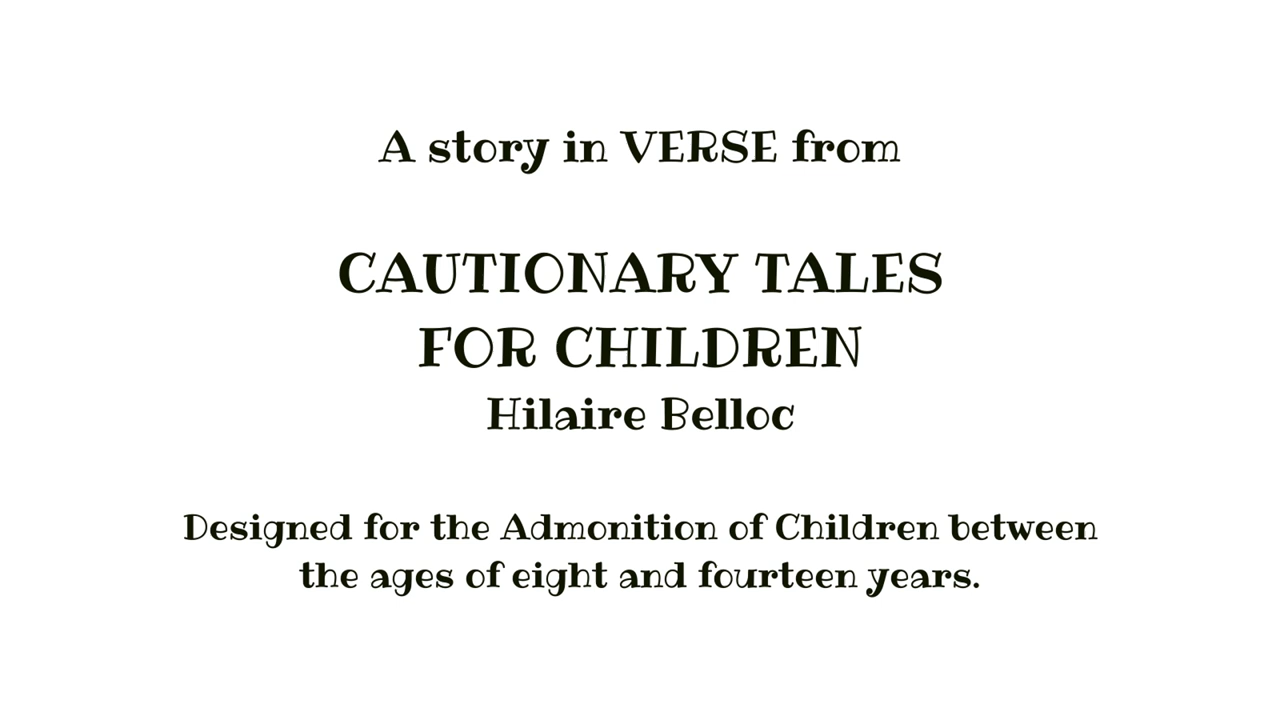 A story in VERSE from
CAUTIONARY TALES
FOR CHILDREN
Hilaire Belloc
Designed for the Admonition of Children between
the ages of eight and fourteen years.